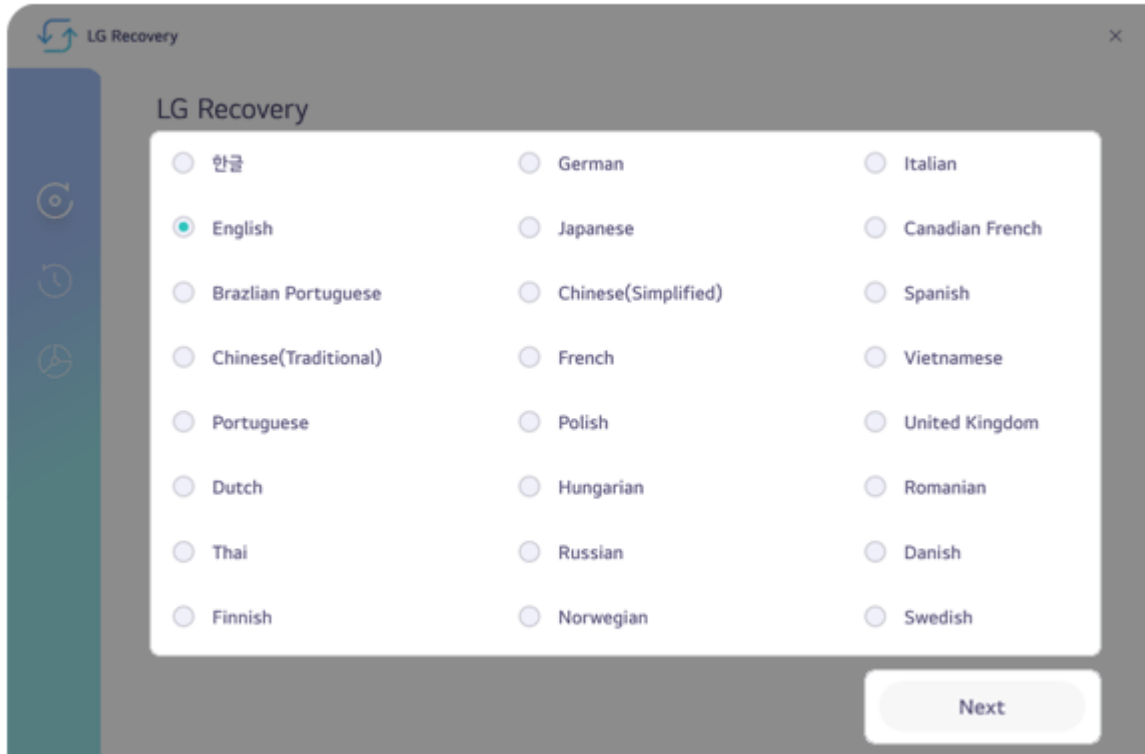 LG Recovery
LG Recovery
한글 German Italian
English Japanese Canadian French
Brazlian Portuguese Chinese(Simplified) Spanish
Chinese(Traditional) French Vietnamese
Portuguese Polish United Kingdom
Dutch Hungarian Romanian
Thai Russian Danish
Finnish Norwegian Swedish
Next